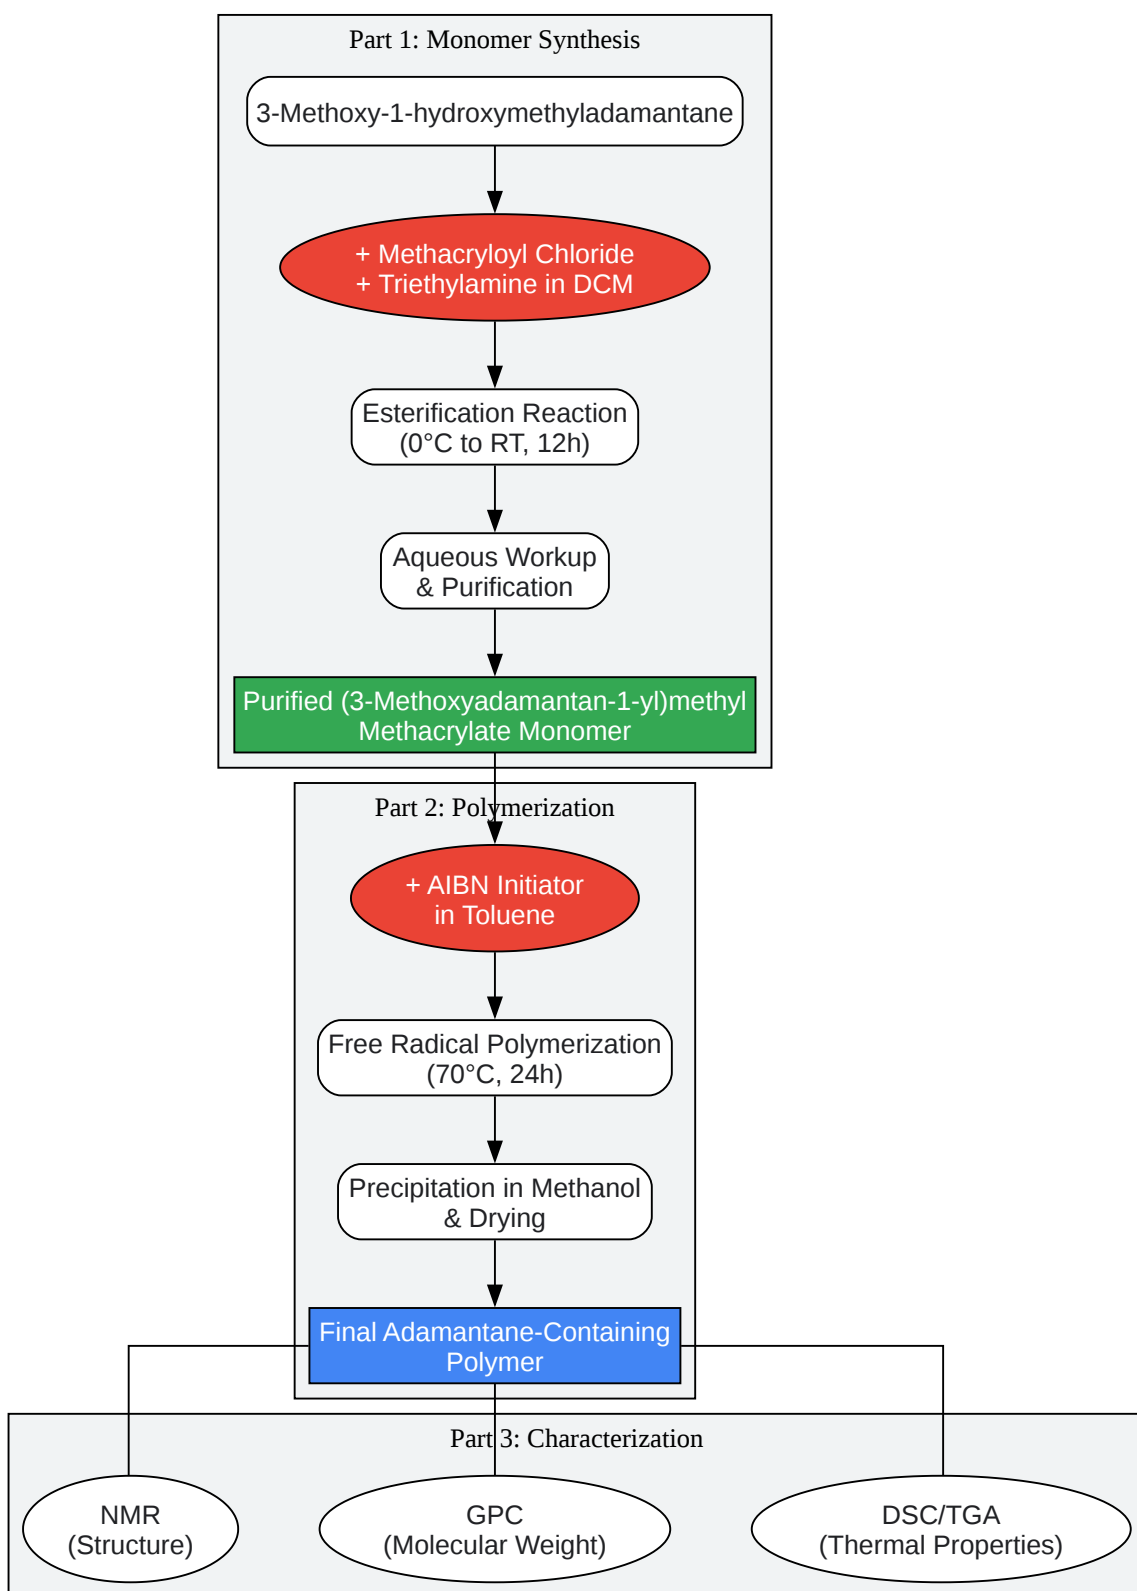 Part 1: Monomer Synthesis
3-Methoxy-1-hydroxymethyladamantane
+ Methacryloyl Chloride
+ Triethylamine in DCM
Esterification Reaction
(0°C to RT, 12h)
Aqueous Workup
& Purification
Purified (3-Methoxyadamantan-1-yl)methyl
Methacrylate Monomer
Part 2: Polymerization
+ AIBN Initiator
in Toluene
Free Radical Polymerization
(70°C, 24h)
Precipitation in Methanol
& Drying
Final Adamantane-Containing
Polymer
Part 3: Characterization
NMR
(Structure)
GPC
(Molecular Weight)
DSC/TGA
(Thermal Properties)